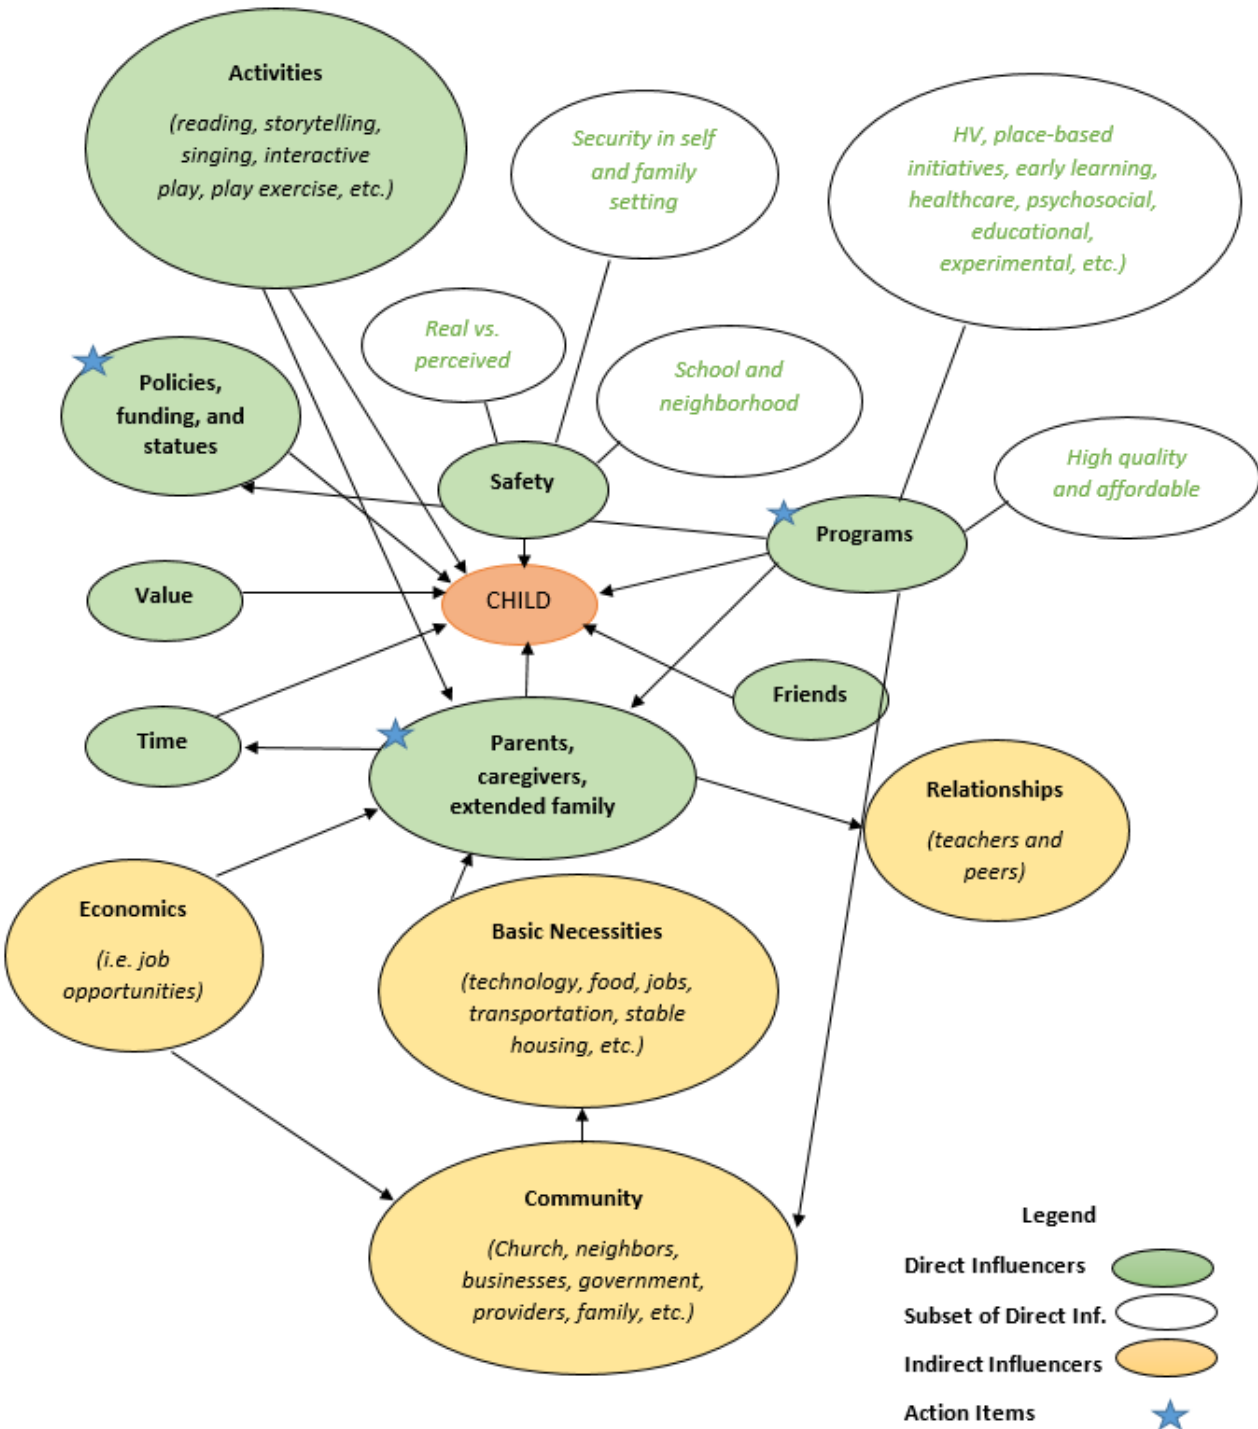 Activities
(reading, storytelling,
singing, interactive
play, play exercise, etc.)
Security in self
and family
setting
HV, place-based
initiatives, early learning,
healthcare, psychosocial,
educational,
experimental, etc.)
Real vs.
perceived
School and
neighborhood
Policies,
funding, and
statues
High quality
and affordable
Safety
Programs
Value
CHILD
Friends
Time
Parents,
caregivers,
extended family
Relationships
(teachers and
peers)
Economics
(i.e. job
opportunities)
Basic Necessities
(technology, food, jobs,
transportation, stable
housing, etc.)
Community
(Church, neighbors,
businesses, government,
providers, family, etc.)
Legend
Direct Influencers
Subset of Direct Inf.
Indirect Influencers
Action Items